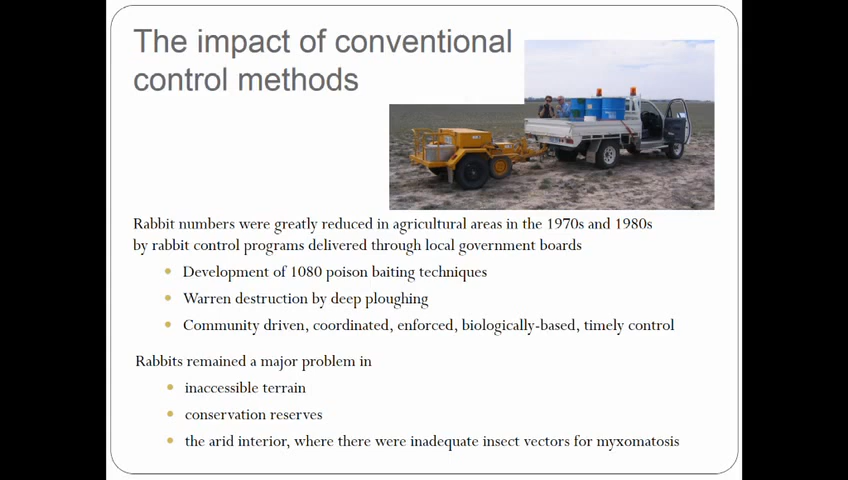 The impact of conventional
control methods
Rabbit numbers were greatly reduced in agricultural areas in the 1970s and 1980s
by rabbit control programs delivered through local government boards
Development of 1080 poison baiting techniques
Warren destruction by deep ploughing
Community driven, coordinated, enforced, biologically-based, timely control
Rabbits remained a major problem in
inaccessible terrain
conservation reserves
the arid interior, where there were inadequate insect vectors for myxomatosis